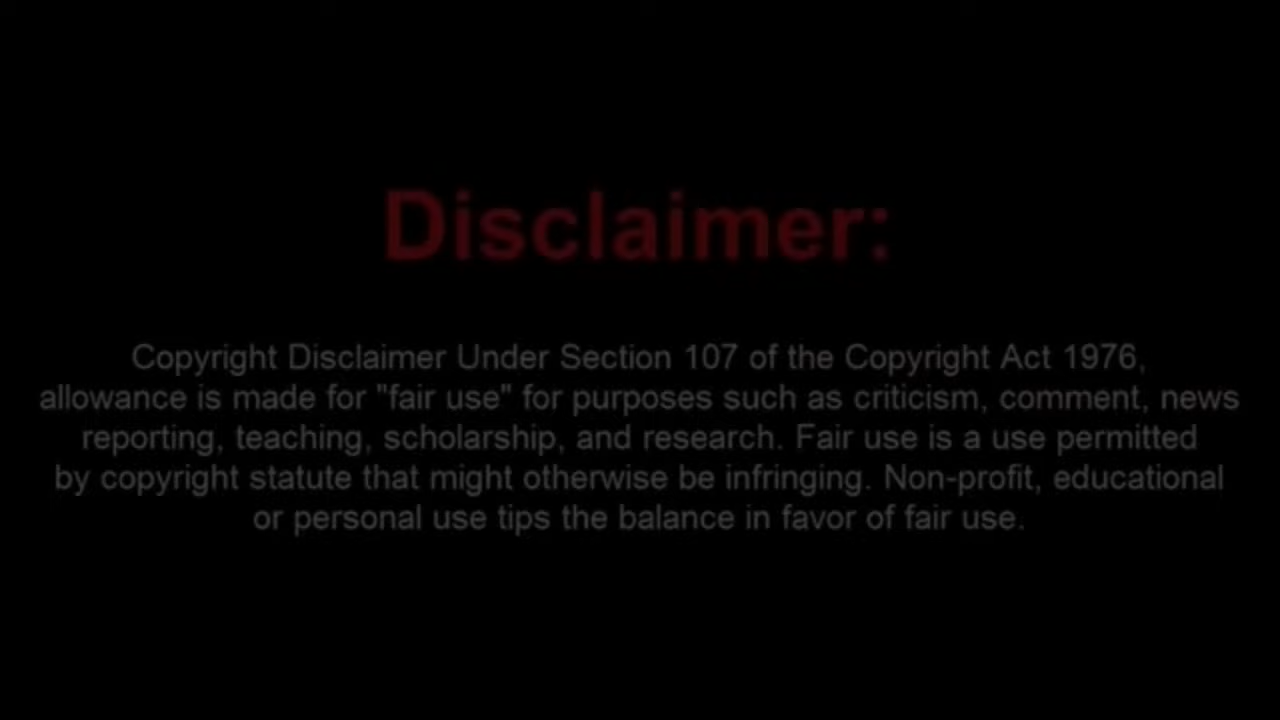 Disclaimer:
Copyright Disclaimer Under Section 107 of the Copyright Act 1976,
allowance is made for "fair use" for purposes such as criticism, comment, news
reporting, teaching, scholarship, and research. Fair use is a use permitted
by copyright statute that might otherwise be infringing. Non-profit, educational
or personal use tips the balance in favor of fair use.